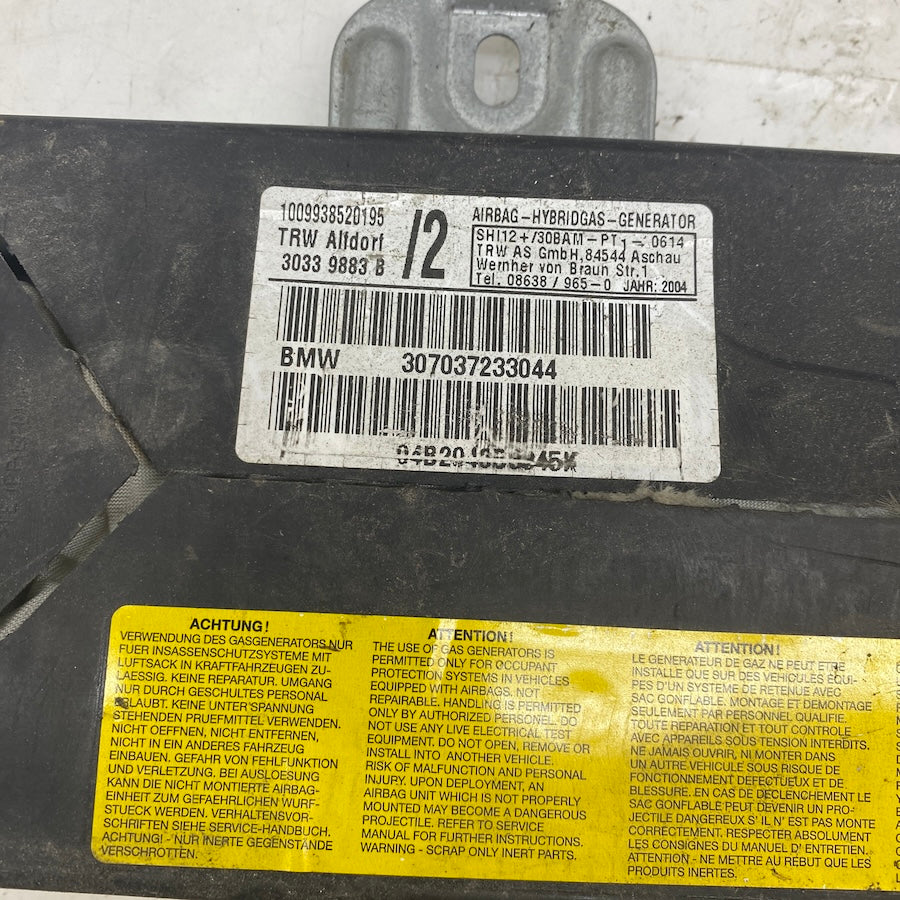 1009938520195
TRW Alfdorf
3033 9883 B
/2
AIRBAG-HYBRIDGAS-GENERATOR
SHI12+/30BAM-PT1-0614
TRW AS GmbH,84544 Aschau
Wernher von Braun Str.1
Tel. 08638/965-0 JAHR: 2004
BMW 307037233044
ACHTUNG!
VERWENDUNG DES GASGENERATORS NUR
FUER INSASSENSCHUTZSYSTEME MIT
LUFTSACK IN KRAFTFAHRZEUGEN ZU-
LAESSIG. KEINE REPARATUR. UMGANG
NUR DURCH GESCHULTES PERSONAL
ERLAUBT. KEINE UNTER SPANNUNG
STEHENDEN PRUEFMITTEL VERWENDEN.
NICHT OEFFNEN, NICHT ENTFERNEN,
NICHT IN EIN ANDERES FAHRZEUG
EINBAUEN. GEFAHR VON FEHLFUNKTION
UND VERLETZUNG. BEI AUSLOESUNG
KANN DIE NICHT MONTIERTE AIRBAG-
EINHEIT ZUM GEFAEHRLICHEN WURF-
STUECK WERDEN. VERHALTENSVOR-
SCHRIFTEN SIEHE SERVICE-HANDBUCH.
ACHTUNG! - NUR INERTE GEGENSTÄNDE
VERSCHROTTEN.
ATTENTION!
THE USE OF GAS GENERATORS IS
PERMITTED ONLY FOR OCCUPANT
PROTECTION SYSTEMS IN VEHICLES
EQUIPPED WITH AIRBAGS. NOT
REPAIRABLE. HANDLING IS PERMITTED
ONLY BY AUTHORIZED PERSONEL. DO
NOT USE ANY LIVE ELECTRICAL TEST
EQUIPMENT. DO NOT OPEN, REMOVE OR
INSTALL INTO ANOTHER VEHICLE.
RISK OF MALFUNCTION AND PERSONAL
INJURY. UPON DEPLOYMENT, AN
AIRBAG UNIT WHICH IS NOT PROPERLY
MOUNTED MAY BECOME A DANGEROUS
PROJECTILE. REFER TO SERVICE
MANUAL FOR FURTHER INSTRUCTIONS.
WARNING - SCRAP ONLY INERT PARTS.
ATTENTION!
LE GENERATEUR DE GAZ NE PEUT ETRE
INSTALLE QUE SUR DES VEHICULES EQUI-
PES D'UN SYSTEME DE RETENUE AVEC
SAC GONFLABLE. MONTAGE ET DEMONTAGE
SEULEMENT PAR PERSONNEL QUALIFIE.
TOUTE REPARATION ET TOUT CONTROLE
AVEC APPAREILS SOUS TENSION INTERDITS.
NE JAMAIS OUVRIR, NI MONTER DANS
UN AUTRE VEHICULE SOUS RISQUE DE
FONCTIONNEMENT DEFECTUEUX ET DE
BLESSURE. EN CAS DE DECLENCHEMENT LE
SAC GONFLABLE PEUT DEVENIR UN PRO-
JECTILE DANGEREUX S' IL N' EST PAS MONTE
CORRECTEMENT. RESPECTER ABSOLUMENT
LES CONSIGNES DU MANUEL D' ENTRETIEN.
ATTENTION - NE METTRE AU REBUT QUE LES
PRODUITS INERTES.